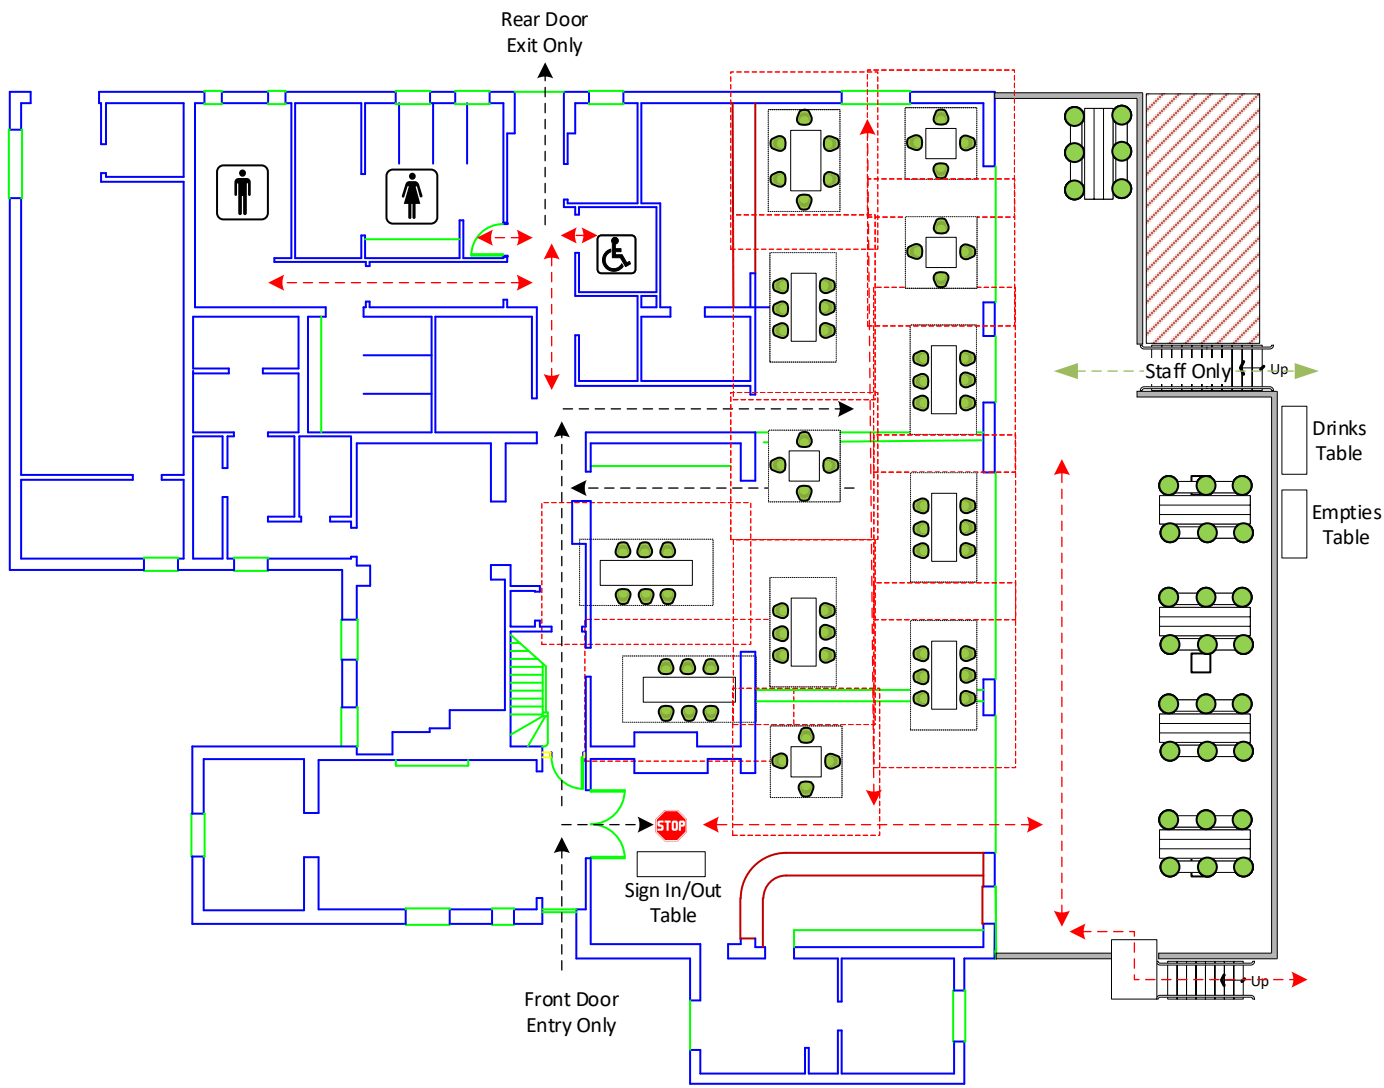 Rear Door
Exit Only
Staff Only
Up
Drinks
Table
Empties
Table
STOP
Sign In/Out
Table
Up
Front Door
Entry Only